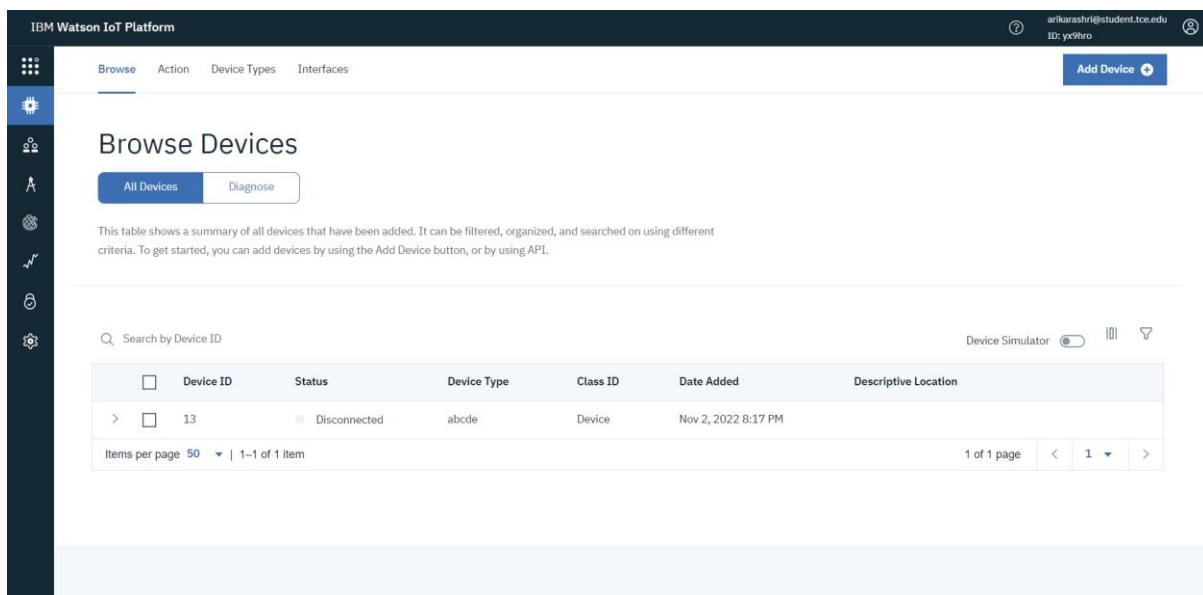 IBM Watson IoT Platform
arikarashri@student.tce.edu
ID: yx9hro
Browse Action Device Types Interfaces
Add Device
Browse Devices
All Devices Diagnose
This table shows a summary of all devices that have been added. It can be filtered, organized, and searched on using different
criteria. To get started, you can add devices by using the Add Device button, or by using API.
Search by Device ID
Device Simulator
Device ID Status Device Type Class ID Date Added Descriptive Location
13 Disconnected abcde Device Nov 2, 2022 8:17 PM
Items per page 50 | 1–1 of 1 item 1 of 1 page < 1 >